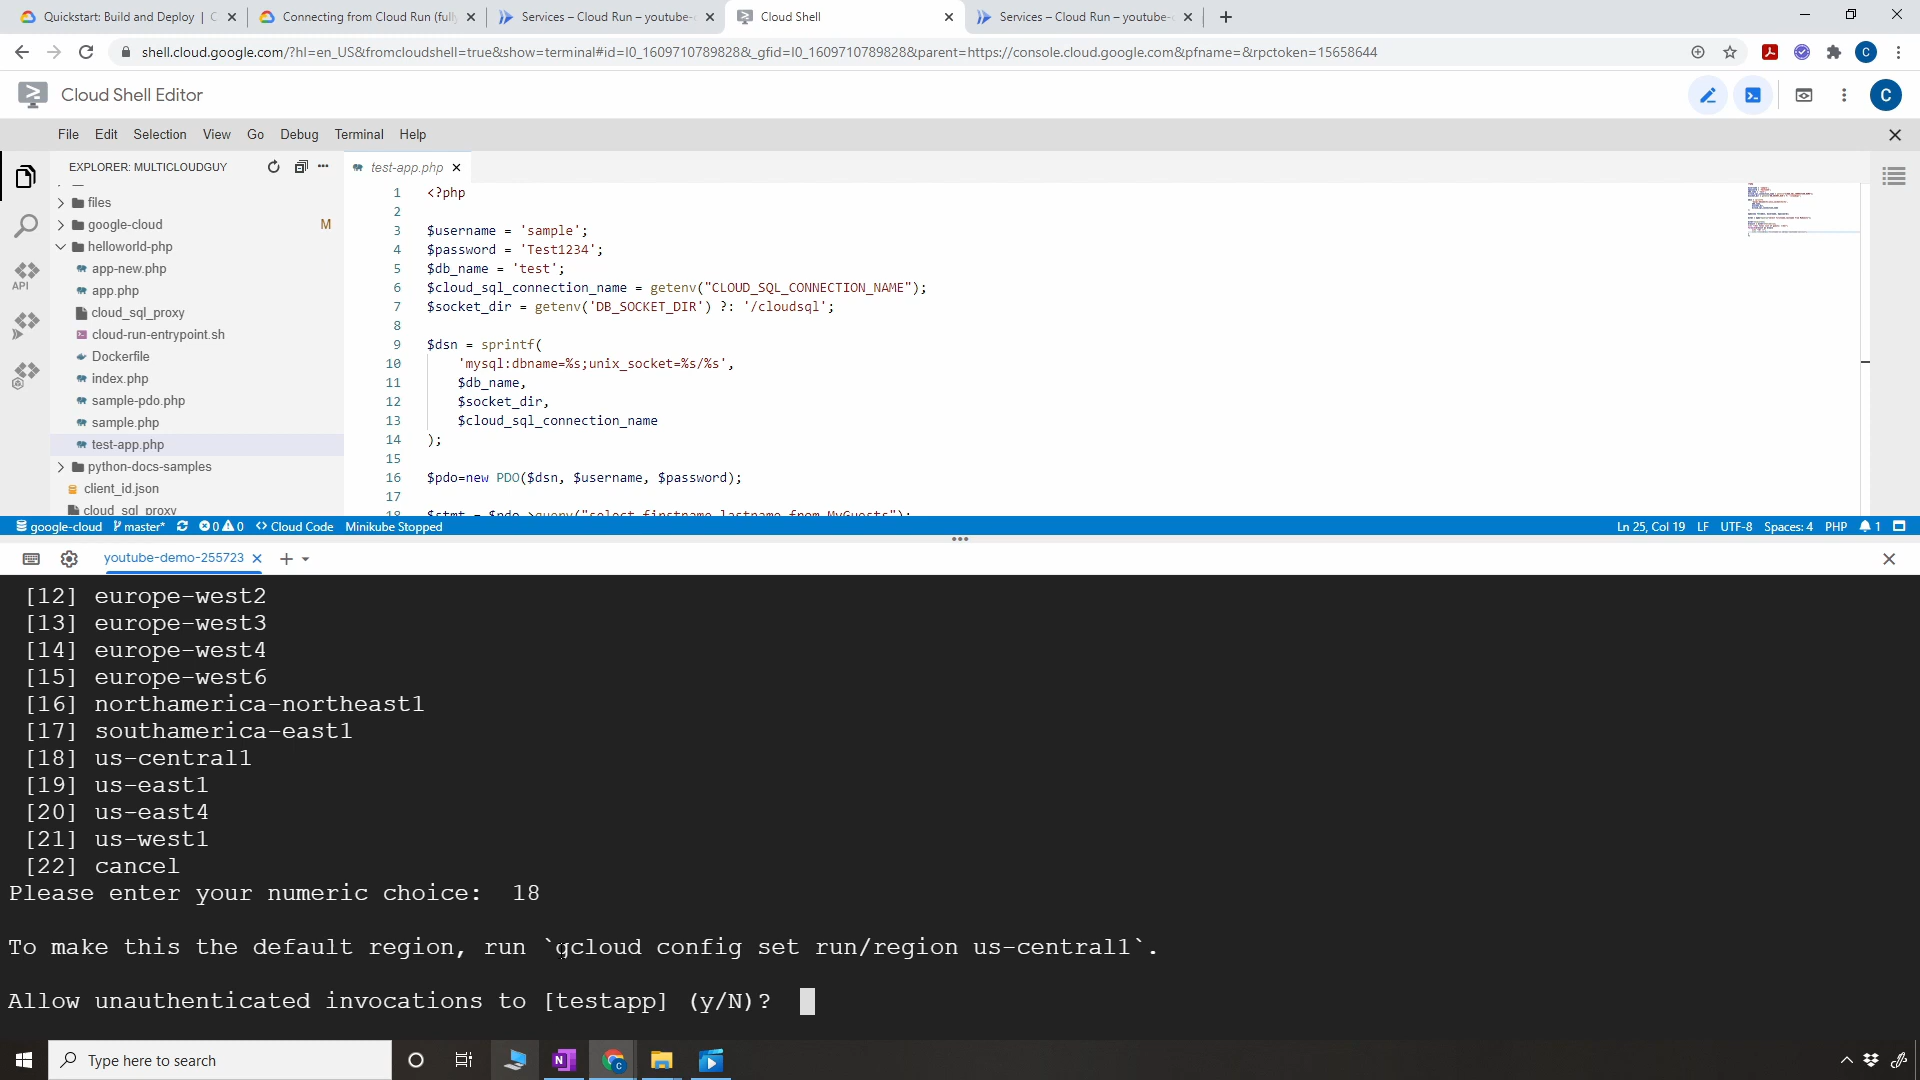 Quickstart: Build and Deploy | C
Connecting from Cloud Run (fully
Services – Cloud Run – youtube-
Cloud Shell
Services – Cloud Run – youtube-
shell.cloud.google.com/?hl=en_US&fromcloudshell=true&show=terminal#id=I0_1609710789828&_gfid=I0_1609710789828&parent=https://console.cloud.google.com&pfname=&rpctoken=15658644
C
Cloud Shell Editor
C
File Edit Selection View Go Debug Terminal Help
EXPLORER: MULTICLOUDGUY
test-app.php
files
google-cloud M
helloworld-php
app-new.php
app.php
cloud_sql_proxy
cloud-run-entrypoint.sh
Dockerfile
index.php
sample-pdo.php
sample.php
test-app.php
python-docs-samples
client_id.json
cloud_sql_proxy
API
1 <?php
2
3 $username = 'sample';
4 $password = 'Test1234';
5 $db_name = 'test';
6 $cloud_sql_connection_name = getenv("CLOUD_SQL_CONNECTION_NAME");
7 $socket_dir = getenv('DB_SOCKET_DIR') ?: '/cloudsql';
8
9 $dsn = sprintf(
10 'mysql:dbname=%s;unix_socket=%s/%s',
11 $db_name,
12 $socket_dir,
13 $cloud_sql_connection_name
14 );
15
16 $pdo=new PDO($dsn, $username, $password);
17
18 $stmt = $pdo->query("select firstname,lastname from MyGuests");
google-cloud master* 0 0 Cloud Code Minikube Stopped Ln 25, Col 19 LF UTF-8 Spaces: 4 PHP 1
youtube-demo-255723
[12] europe-west2
[13] europe-west3
[14] europe-west4
[15] europe-west6
[16] northamerica-northeast1
[17] southamerica-east1
[18] us-central1
[19] us-east1
[20] us-east4
[21] us-west1
[22] cancel
Please enter your numeric choice:  18
To make this the default region, run `gcloud config set run/region us-central1`.
Allow unauthenticated invocations to [testapp] (y/N)?
Type here to search